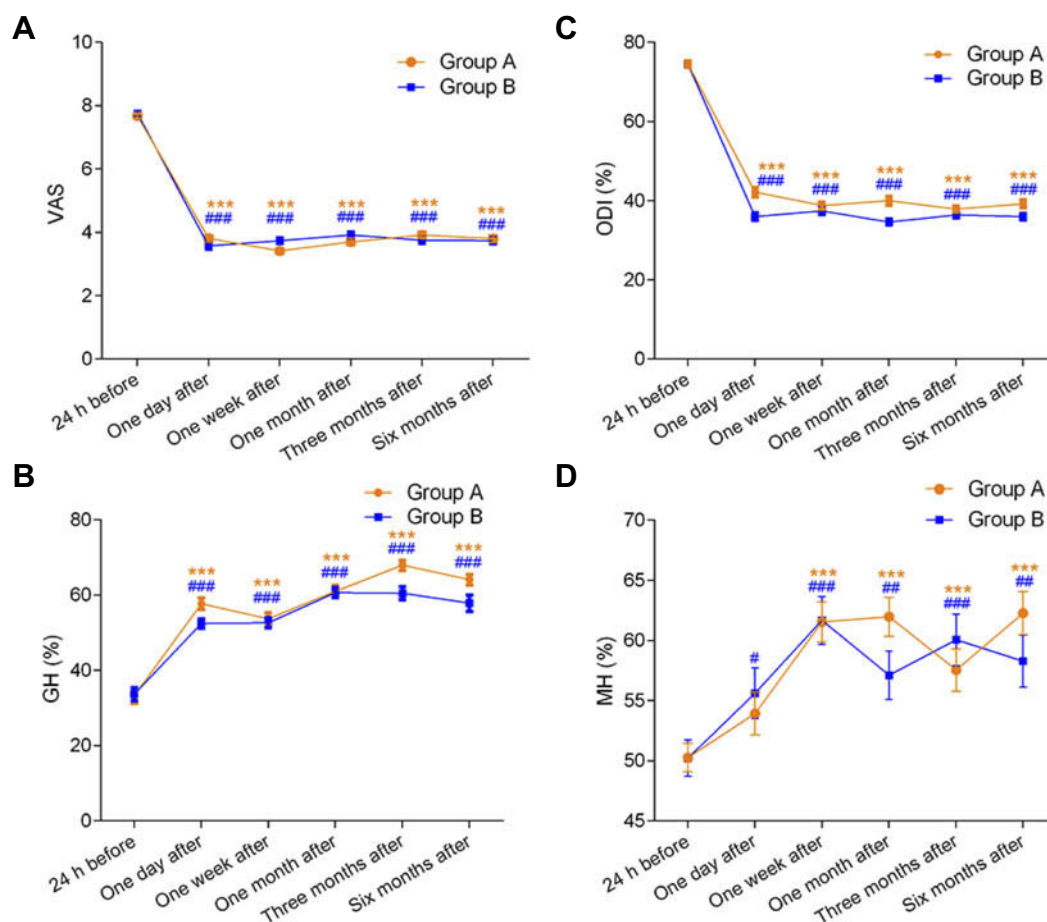 A
VAS
10
8
6
4
2
0
Group A
Group B
***
###
***
###
***
###
***
###
***
###
24 h before
One day after
One week after
One month after
Three months after
Six months after
C
ODI (%)
80
60
40
20
0
Group A
Group B
***
###
***
###
***
###
***
###
***
###
24 h before
One day after
One week after
One month after
Three months after
Six months after
B
GH (%)
80
60
40
20
0
Group A
Group B
***
###
***
###
***
###
***
###
***
###
24 h before
One day after
One week after
One month after
Three months after
Six months after
D
MH (%)
70
65
60
55
50
45
Group A
Group B
#
***
###
***
##
***
###
***
##
24 h before
One day after
One week after
One month after
Three months after
Six months after